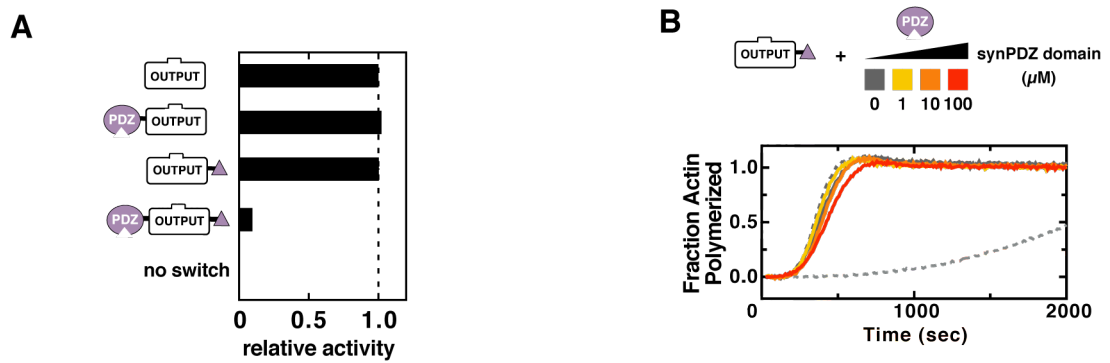 A
OUTPUT
PDZ OUTPUT
OUTPUT
PDZ OUTPUT
no switch
0 0.5 1.0
relative activity
B
PDZ
OUTPUT + synPDZ domain
(µM)
0 1 10 100
Fraction Actin
Polymerized
1.0
0.5
0.0
0 1000 2000
Time (sec)